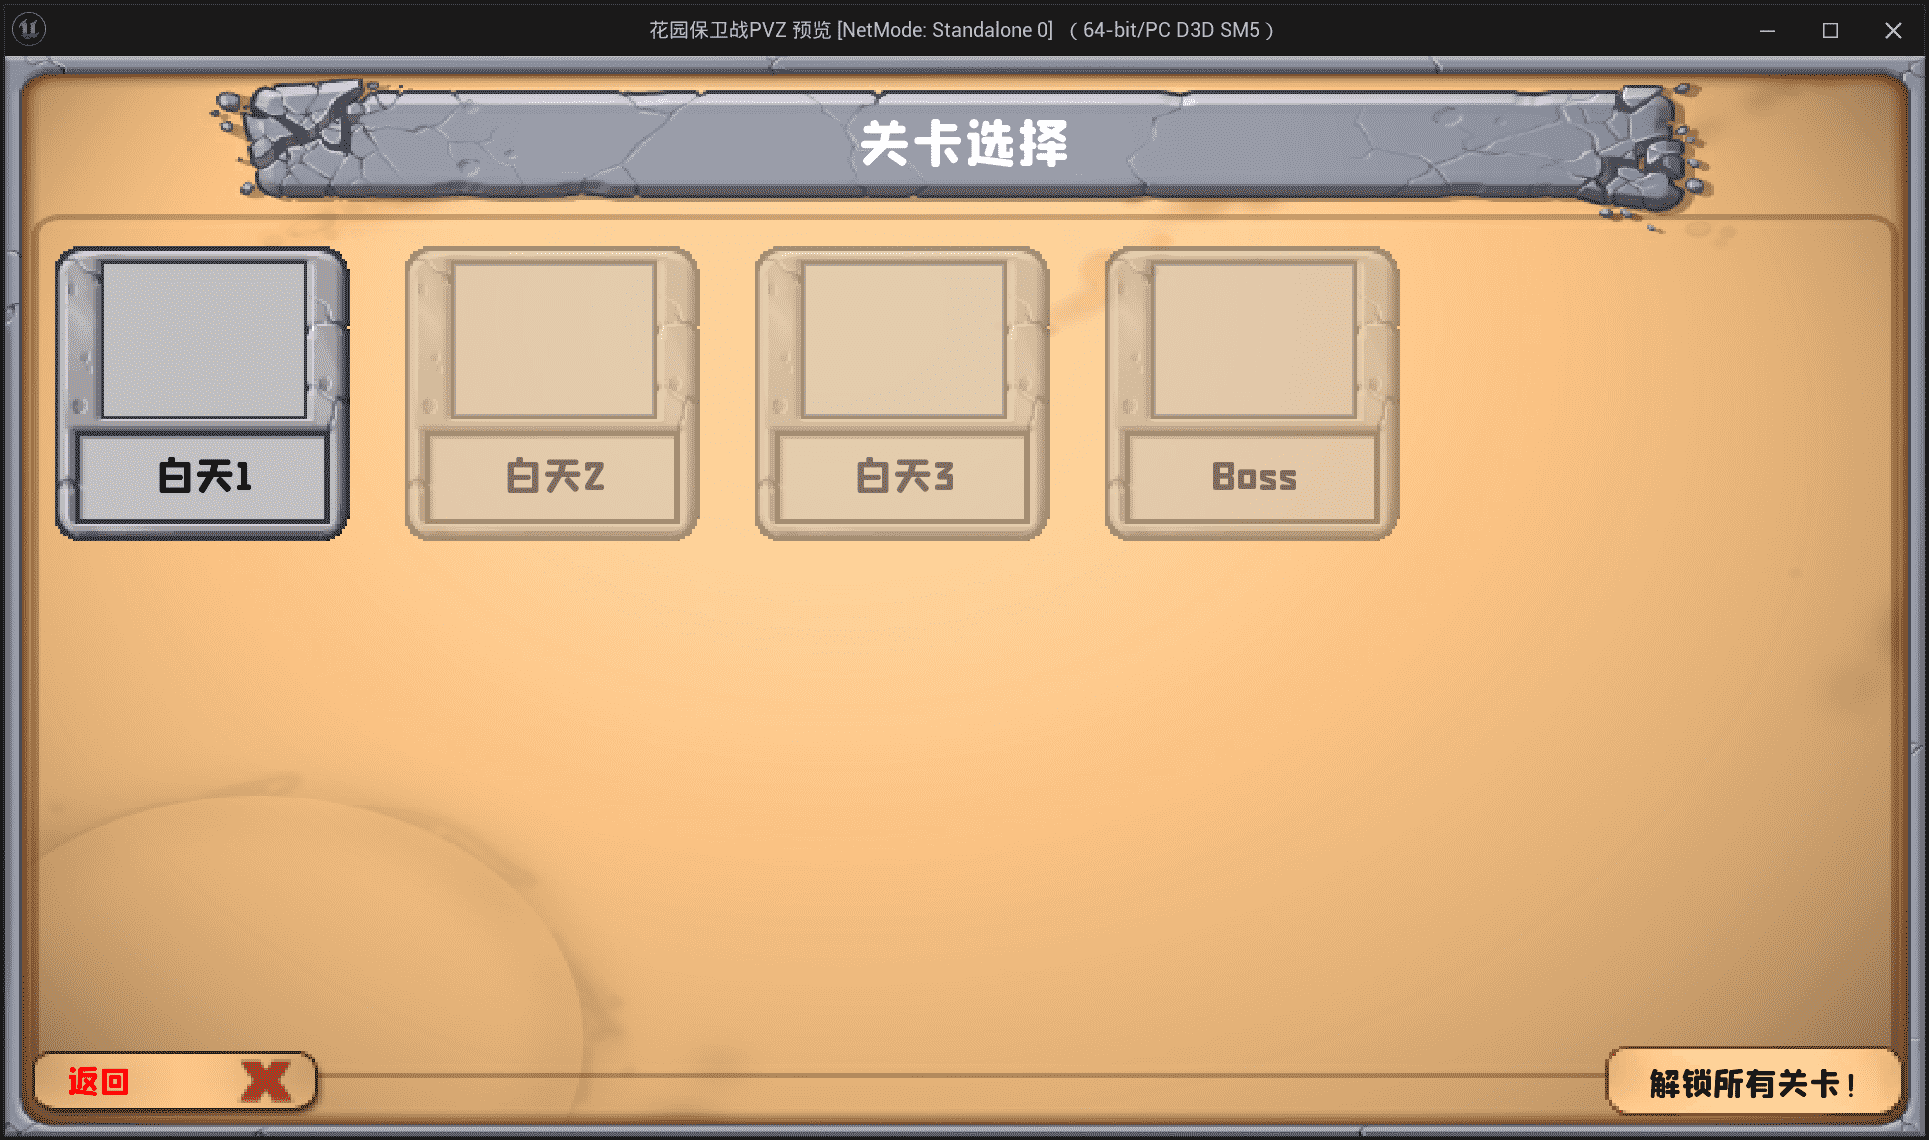 花园保卫战PVZ 预览 [NetMode: Standalone 0] （64-bit/PC D3D SM5）
关卡选择
白天1
白天2
白天3
Boss
返回
解锁所有关卡！